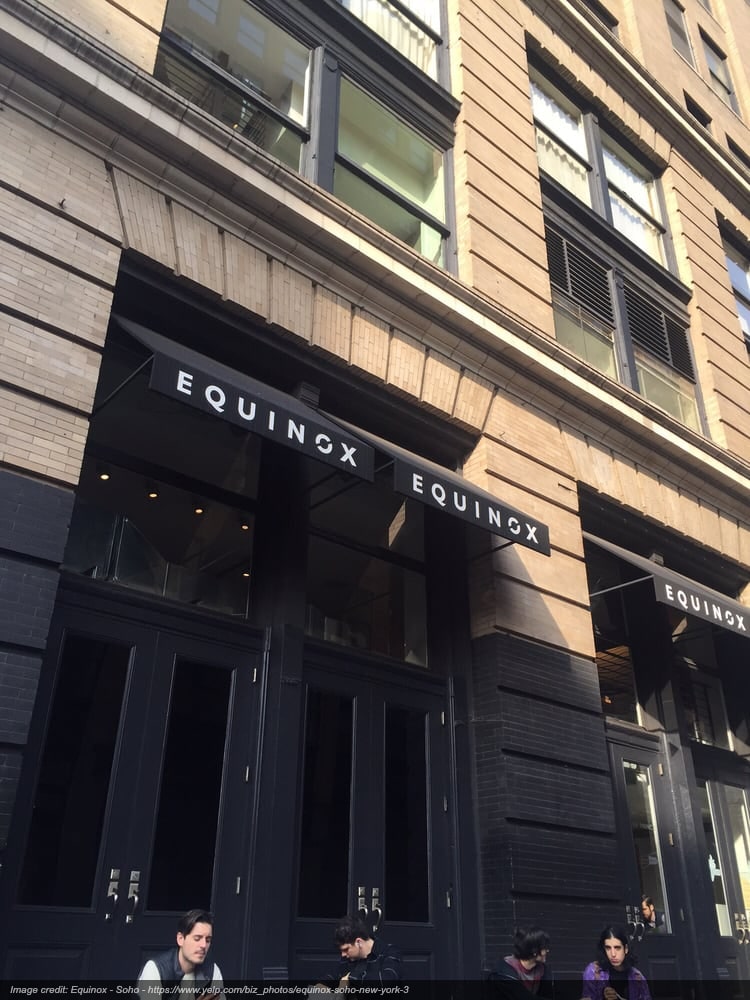 EQUINOX
EQUINOX
EQUINOX
Image credit: Equinox - Soho - https://www.yelp.com/biz_photos/equinox-soho-new-york-3